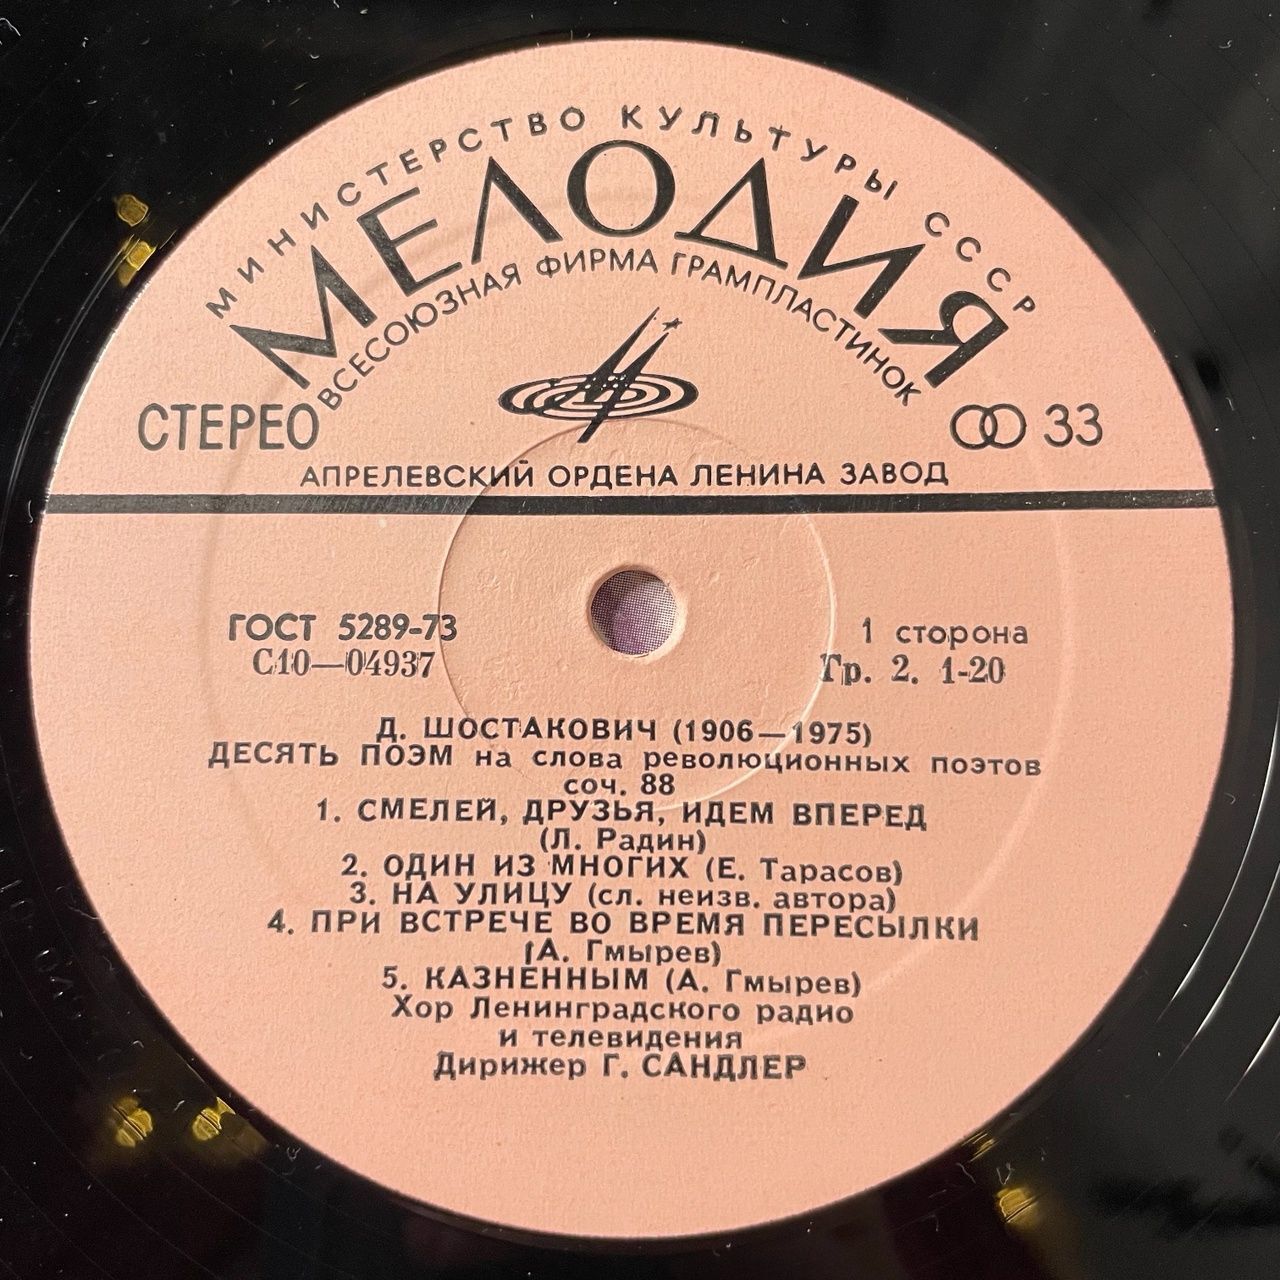 МИНИСТЕРСТВО КУЛЬТУРЫ СССР
МЕЛОДИЯ
ВСЕСОЮЗНАЯ ФИРМА ГРАМПЛАСТИНОК
СТЕРЕО
33
АПРЕЛЕВСКИЙ ОРДЕНА ЛЕНИНА ЗАВОД
ГОСТ 5289-73
С10—04937
1 сторона
Гр. 2. 1-20
Д. ШОСТАКОВИЧ (1906—1975)
ДЕСЯТЬ ПОЭМ на слова революционных поэтов
соч. 88
1. СМЕЛЕЙ, ДРУЗЬЯ, ИДЕМ ВПЕРЕД
(Л. Радин)
2. ОДИН ИЗ МНОГИХ (Е. Тарасов)
3. НА УЛИЦУ (сл. неизв. автора)
4. ПРИ ВСТРЕЧЕ ВО ВРЕМЯ ПЕРЕСЫЛКИ
(А. Гмырев)
5. КАЗНЕННЫМ (А. Гмырев)
Хор Ленинградского радио
и телевидения
Дирижер Г. САНДЛЕР